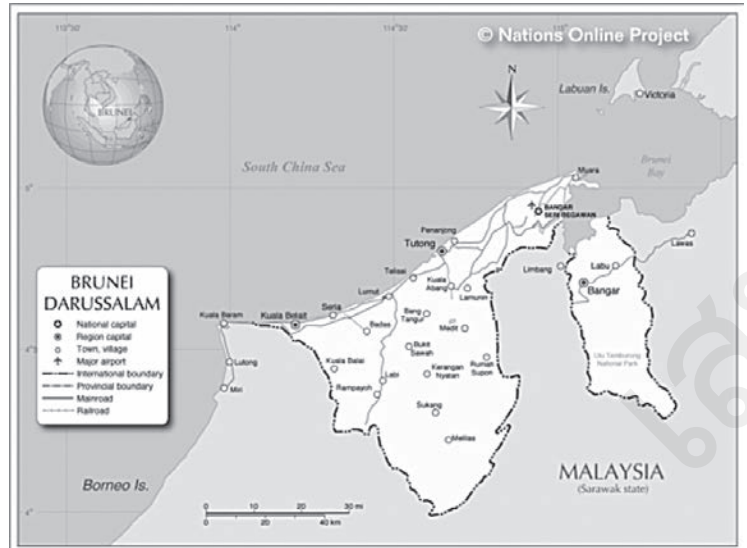 113°30'
114°
114°30'
© Nations Online Project
BRUNEI
N
Labuan Is.
Victoria
South China Sea
Brunei
Bay
5°
Muara
BANDAR
SERI BEGAWAN
Penanjong
Tutong
Lawas
Limbang
Labu
Bangar
Telisai
Kuala
Abang
Lamunin
Lumut
Seria
Kuala Belait
Kuala Baram
Bang
Tangur
Badas
Medit
Bukit
Sawah
Ulu Temburong
National Park
Kuala Balai
Labi
Kerangan
Nyatan
Rumah
Supon
Lutong
Miri
Rampayoh
Sukang
Melilas
BRUNEI
DARUSSALAM
National capital
Region capital
Town, village
Major airport
International boundary
Provincial boundary
Mainroad
Railroad
Borneo Is.
MALAYSIA
(Sarawak state)
4°
0 10 20 30 mi
0 20 40 km